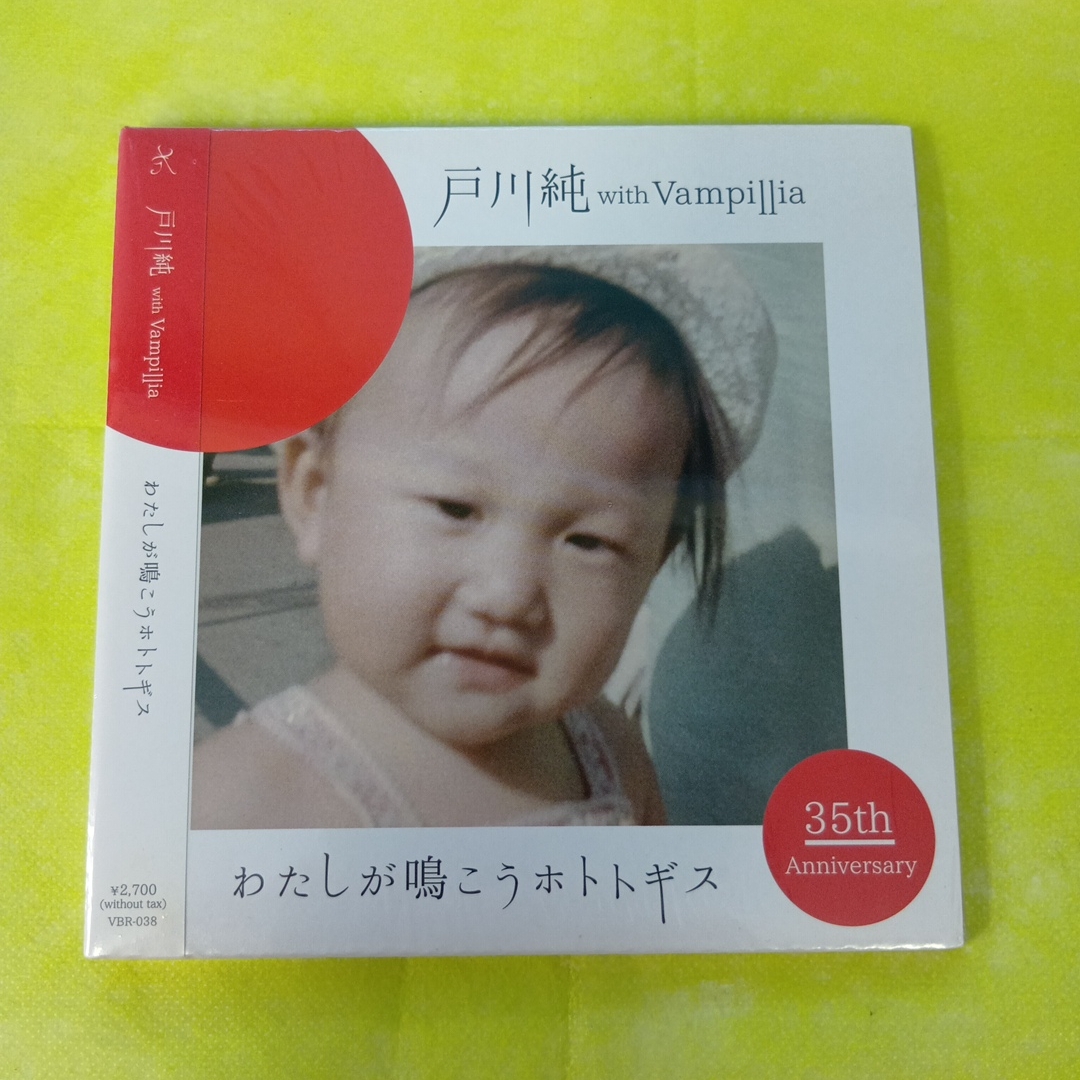 戸川純 with Vampillia
戸川純 with Vampillia
わたしが鳴こうホトトギス
¥2,700
(without tax)
VBR-038
35th
Anniversary
わたしが鳴こうホトトギス